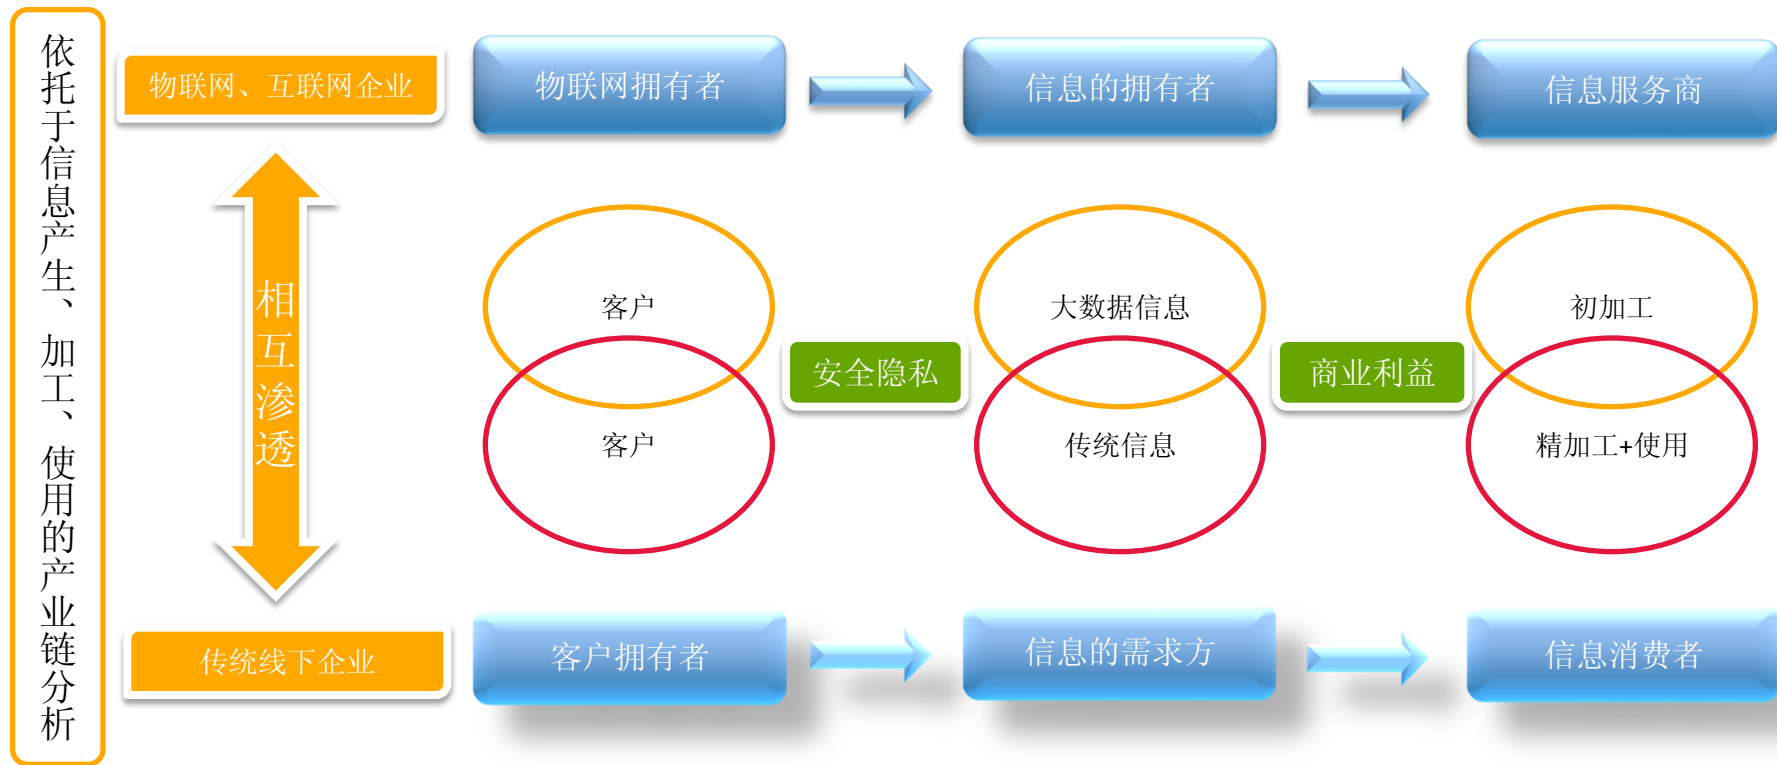 依托于信息产生、加工、使用的产业链分析
物联网、互联网企业
物联网拥有者
信息的拥有者
信息服务商
相互渗透
客户
大数据信息
初加工
安全隐私
商业利益
客户
传统信息
精加工+使用
传统线下企业
客户拥有者
信息的需求方
信息消费者